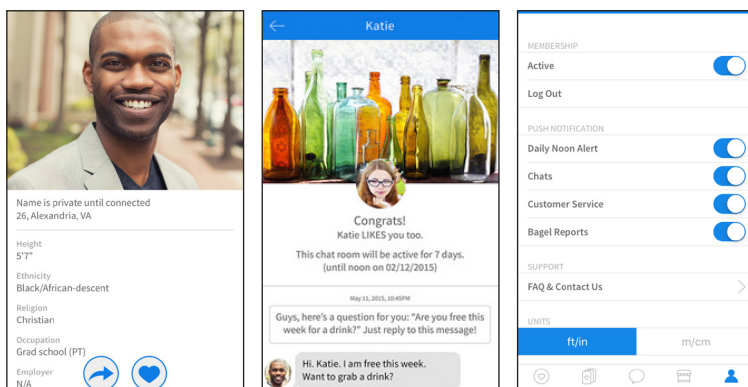 Name is private until connected
26, Alexandria, VA
Height
5'7"
Ethnicity
Black/African-descent
Religion
Christian
Occupation
Grad school (PT)
Employer
N/A
Katie
Congrats!
Katie LIKES you too.
This chat room will be active for 7 days.
(until noon on 02/12/2015)
May 11, 2015, 10:45PM
Guys, here's a question for you: "Are you free this
week for a drink?" Just reply to this message!
Hi. Katie. I am free this week.
Want to grab a drink?
MEMBERSHIP
Active
Log Out
PUSH NOTIFICATION
Daily Noon Alert
Chats
Customer Service
Bagel Reports
SUPPORT
FAQ & Contact Us
UNITS
ft/in
m/cm